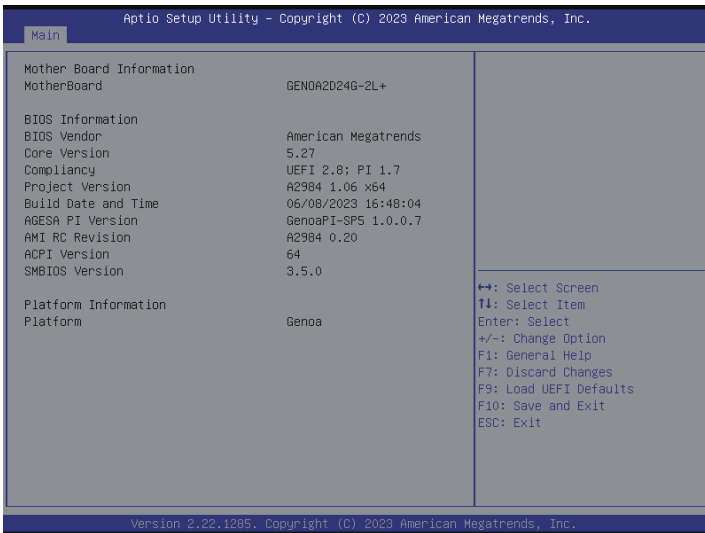 Aptio Setup Utility – Copyright (C) 2023 American Megatrends, Inc.
Main
Mother Board Information
MotherBoard GENOA2D24G-2L+
BIOS Information
BIOS Vendor American Megatrends
Core Version 5.27
Compliancy UEFI 2.8; PI 1.7
Project Version A2984 1.06 x64
Build Date and Time 06/08/2023 16:48:04
AGESA PI Version GenoaPI-SP5 1.0.0.7
AMI RC Revision A2984 0.20
ACPI Version 64
SMBIOS Version 3.5.0
Platform Information
Platform Genoa
↔: Select Screen
↑↓: Select Item
Enter: Select
+/-: Change Option
F1: General Help
F7: Discard Changes
F9: Load UEFI Defaults
F10: Save and Exit
ESC: Exit
Version 2.22.1285. Copyright (C) 2023 American Megatrends, Inc.